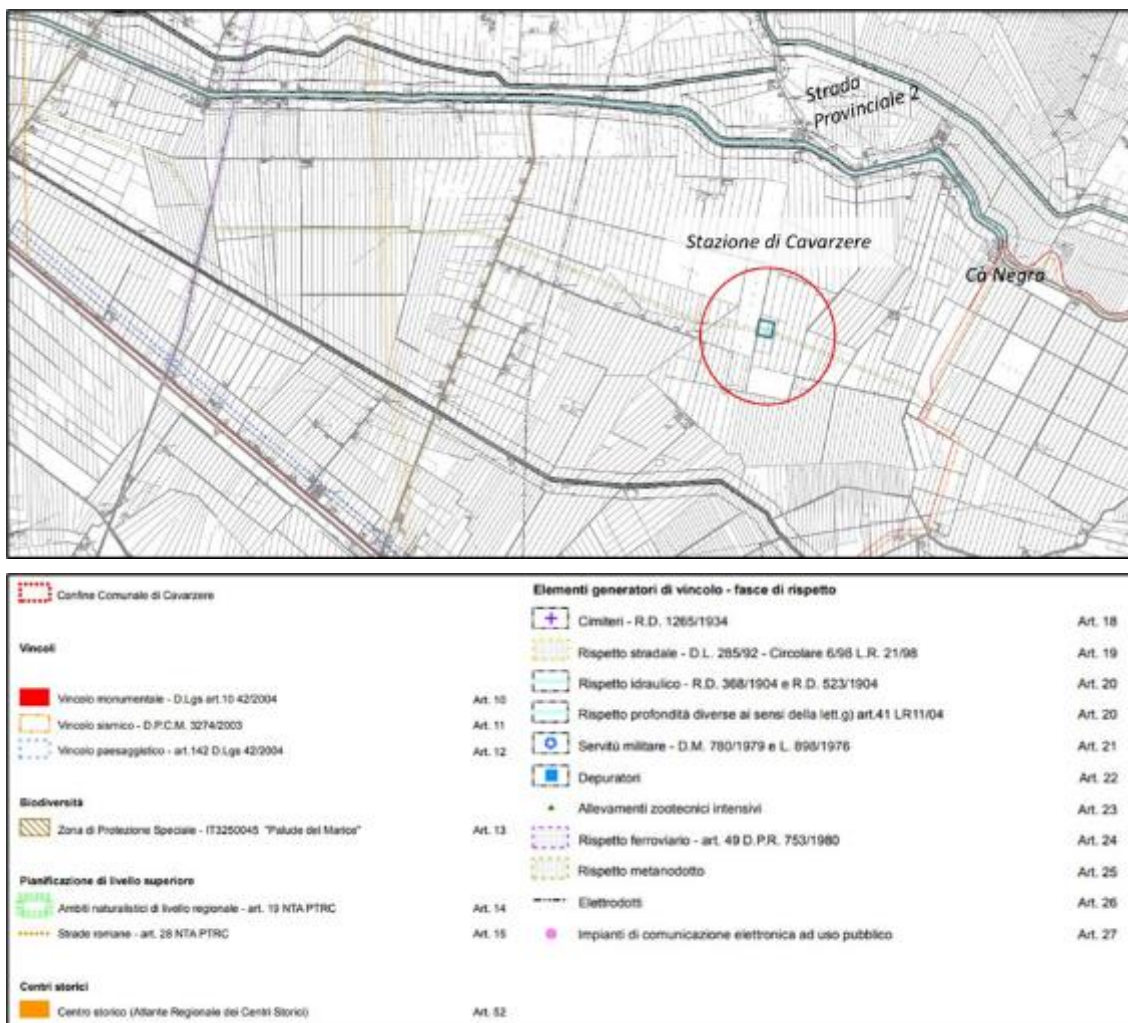 Strada
Provinciale 2
Stazione di Cavarzere
Cà Negra
Confine Comunale di Cavarzere
Vincoli
Vincolo monumentale - D.Lgs art.10 42/2004 Art. 10
Vincolo sismico - D.P.C.M. 3274/2003 Art. 11
Vincolo paesaggistico - art.142 D.Lgs 42/2004 Art. 12
Biodiversità
Zona di Protezione Speciale - IT3250045 "Palude del Marice" Art. 13
Pianificazione di livello superiore
Ambiti naturalistici di livello regionale - art. 19 NTA PTRC Art. 14
Strade romane - art. 28 NTA PTRC Art. 15
Centri storici
Centro storico (Atlante Regionale dei Centri Storici) Art. 52
Elementi generatori di vincolo - fasce di rispetto
Cimiteri - R.D. 1265/1934 Art. 18
Rispetto stradale - D.L. 285/92 - Circolare 6/98 L.R. 21/98 Art. 19
Rispetto idraulico - R.D. 368/1904 e R.D. 523/1904 Art. 20
Rispetto profondità diverse ai sensi della lett.g) art.41 LR11/04 Art. 20
Servitù militare - D.M. 780/1979 e L. 898/1976 Art. 21
Depuratori Art. 22
Allevamenti zootecnici intensivi Art. 23
Rispetto ferroviario - art. 49 D.P.R. 753/1980 Art. 24
Rispetto metanodotto Art. 25
Elettrodotti Art. 26
Impianti di comunicazione elettronica ad uso pubblico Art. 27